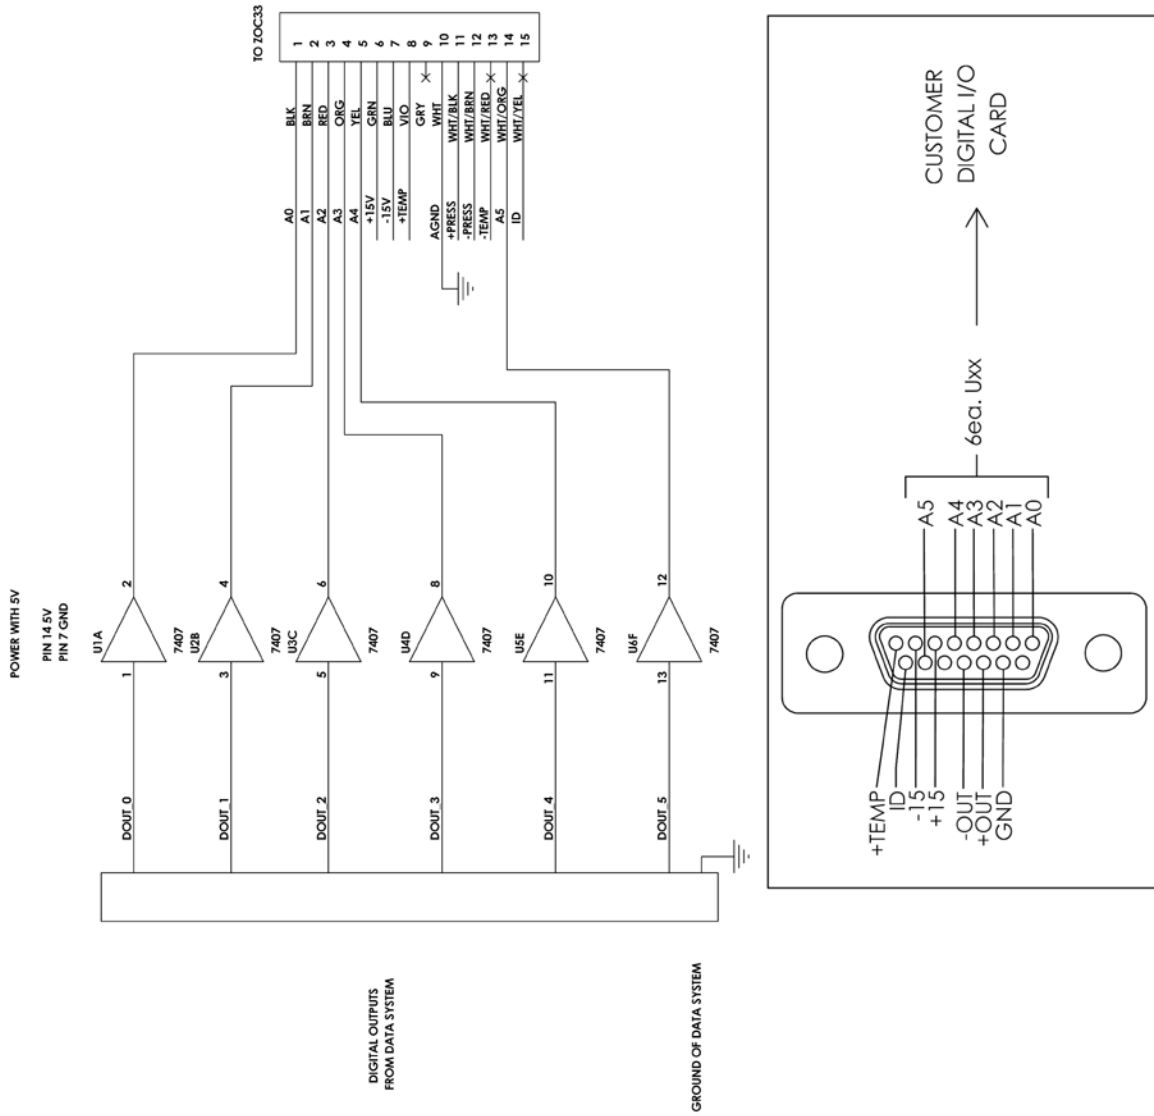 POWER WITH 5V
PIN 14 5V
PIN 7 GND
DIGITAL OUTPUTS
FROM DATA SYSTEM
GROUND OF DATA SYSTEM
DOUT_0
1
U1A
7407
2
DOUT_1
3
U2B
7407
4
DOUT_2
5
U3C
7407
6
DOUT_3
9
U4D
7407
8
DOUT_4
11
U5E
7407
10
DOUT_5
13
U6F
7407
12
TO ZOC33
A0 BLK 1
A1 BRN 2
A2 RED 3
A3 ORG 4
A4 YEL 5
+15V GRN 6
-15V BLU 7
+TEMP VIO 8
GRY 9
AGND WHT 10
+PRESS WHT/BLK 11
-PRESS WHT/BRN 12
-TEMP WHT/RED 13
A5 WHT/ORG 14
ID WHT/YEL 15
+TEMP
ID
-15
+15
-OUT
+OUT
GND
A5
A4
A3
A2
A1
A0
6ea. Uxx
CUSTOMER
DIGITAL I/O
CARD